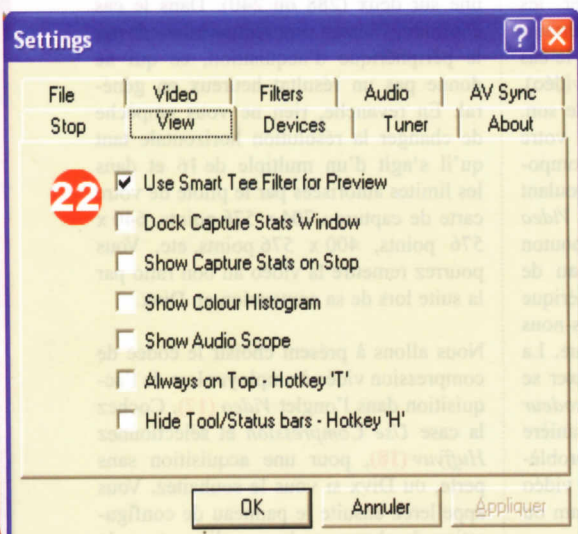 Settings
File Video Filters Audio AV Sync
Stop View Devices Tuner About
22
Use Smart Tee Filter for Preview
Dock Capture Stats Window
Show Capture Stats on Stop
Show Colour Histogram
Show Audio Scope
Always on Top - Hotkey 'T'
Hide Tool/Status bars - Hotkey 'H'
OK Annuler Appliquer